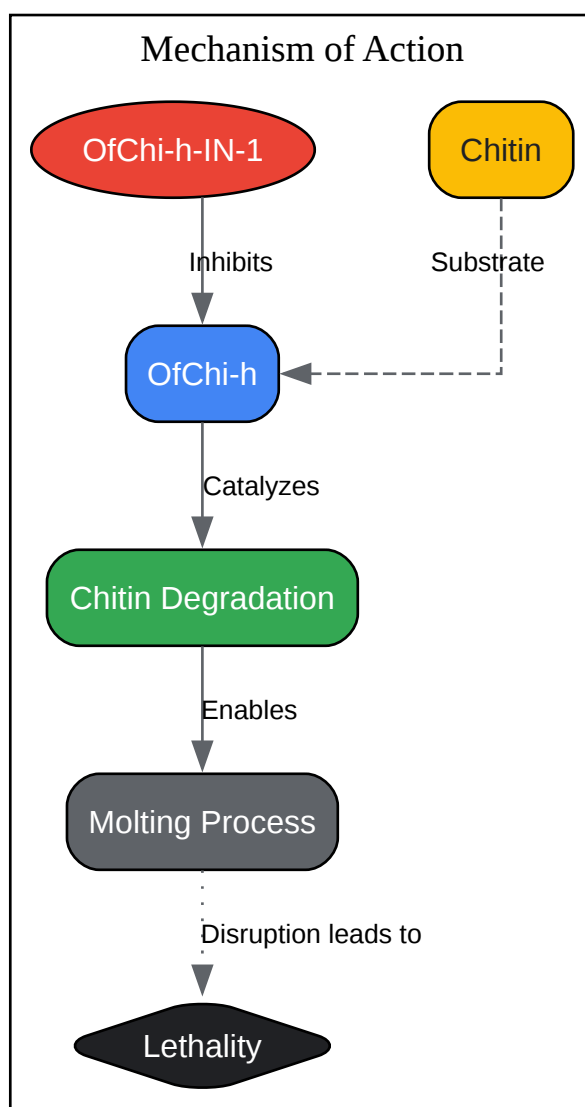 Mechanism of Action
OfChi-h-IN-1
Chitin
Inhibits
Substrate
OfChi-h
Catalyzes
Chitin Degradation
Enables
Molting Process
Disruption leads to
Lethality